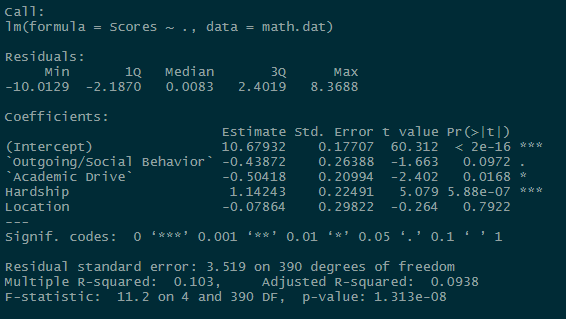 Call:
lm(formula = Scores ~ ., data = math.dat)
Residuals:
     Min       1Q   Median       3Q      Max
-10.0129  -2.1870   0.0083   2.4019   8.3688
Coefficients:
                           Estimate Std. Error t value Pr(>|t|)
(Intercept)                10.67932    0.17707  60.312  < 2e-16 ***
`Outgoing/Social Behavior` -0.43872    0.26388  -1.663   0.0972 .
`Academic Drive`           -0.50418    0.20994  -2.402   0.0168 *
Hardship                    1.14243    0.22491   5.079 5.88e-07 ***
Location                   -0.07864    0.29822  -0.264   0.7922
---
Signif. codes:  0 ‘***’ 0.001 ‘**’ 0.01 ‘*’ 0.05 ‘.’ 0.1 ‘ ’ 1
Residual standard error: 3.519 on 390 degrees of freedom
Multiple R-squared:  0.103,	Adjusted R-squared:  0.0938
F-statistic:  11.2 on 4 and 390 DF,  p-value: 1.313e-08